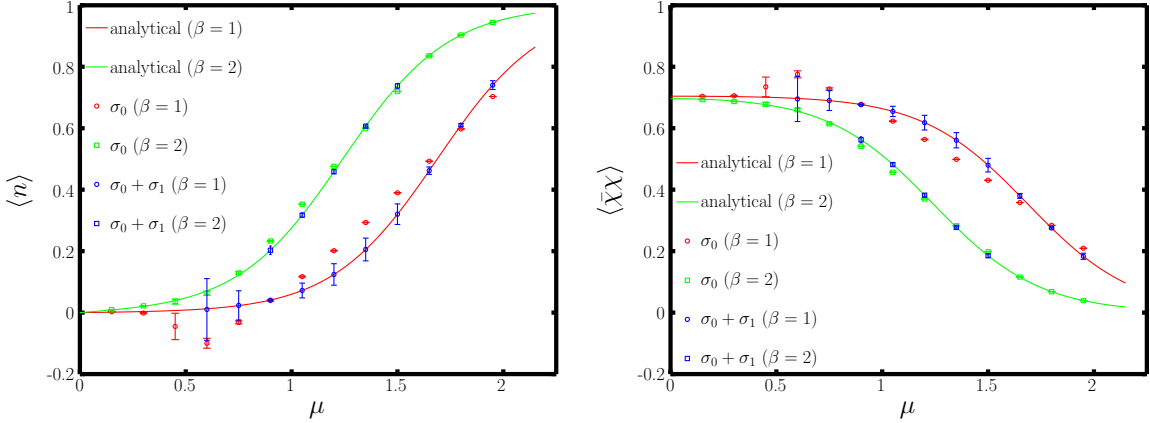 1
0.8
0.6
0.4
0.2
0
-0.2
⟨n⟩
analytical (β = 1)
analytical (β = 2)
σ₀ (β = 1)
σ₀ (β = 2)
σ₀ + σ₁ (β = 1)
σ₀ + σ₁ (β = 2)
0 0.5 1 1.5 2
μ
1
0.8
0.6
0.4
0.2
0
-0.2
⟨χ̄χ⟩
analytical (β = 1)
analytical (β = 2)
σ₀ (β = 1)
σ₀ (β = 2)
σ₀ + σ₁ (β = 1)
σ₀ + σ₁ (β = 2)
0 0.5 1 1.5 2
μ